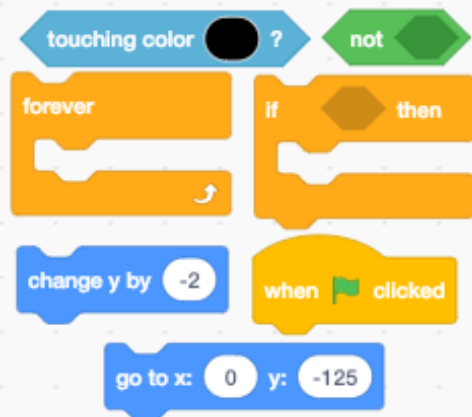 touching color ?
not
forever
if then
change y by -2
when clicked
go to x: 0 y: -125